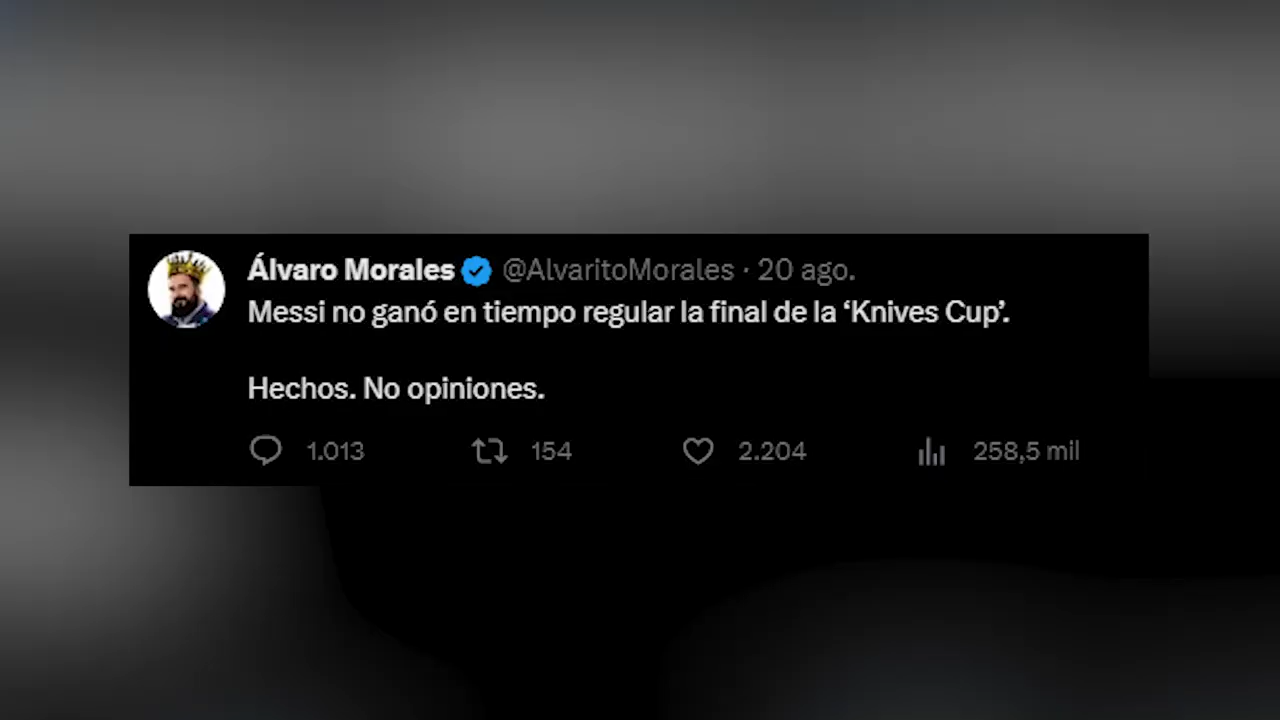 Álvaro Morales @AlvaritoMorales · 20 ago.
Messi no ganó en tiempo regular la final de la ‘Knives Cup’.
Hechos. No opiniones.
1.013 154 2.204 258,5 mil